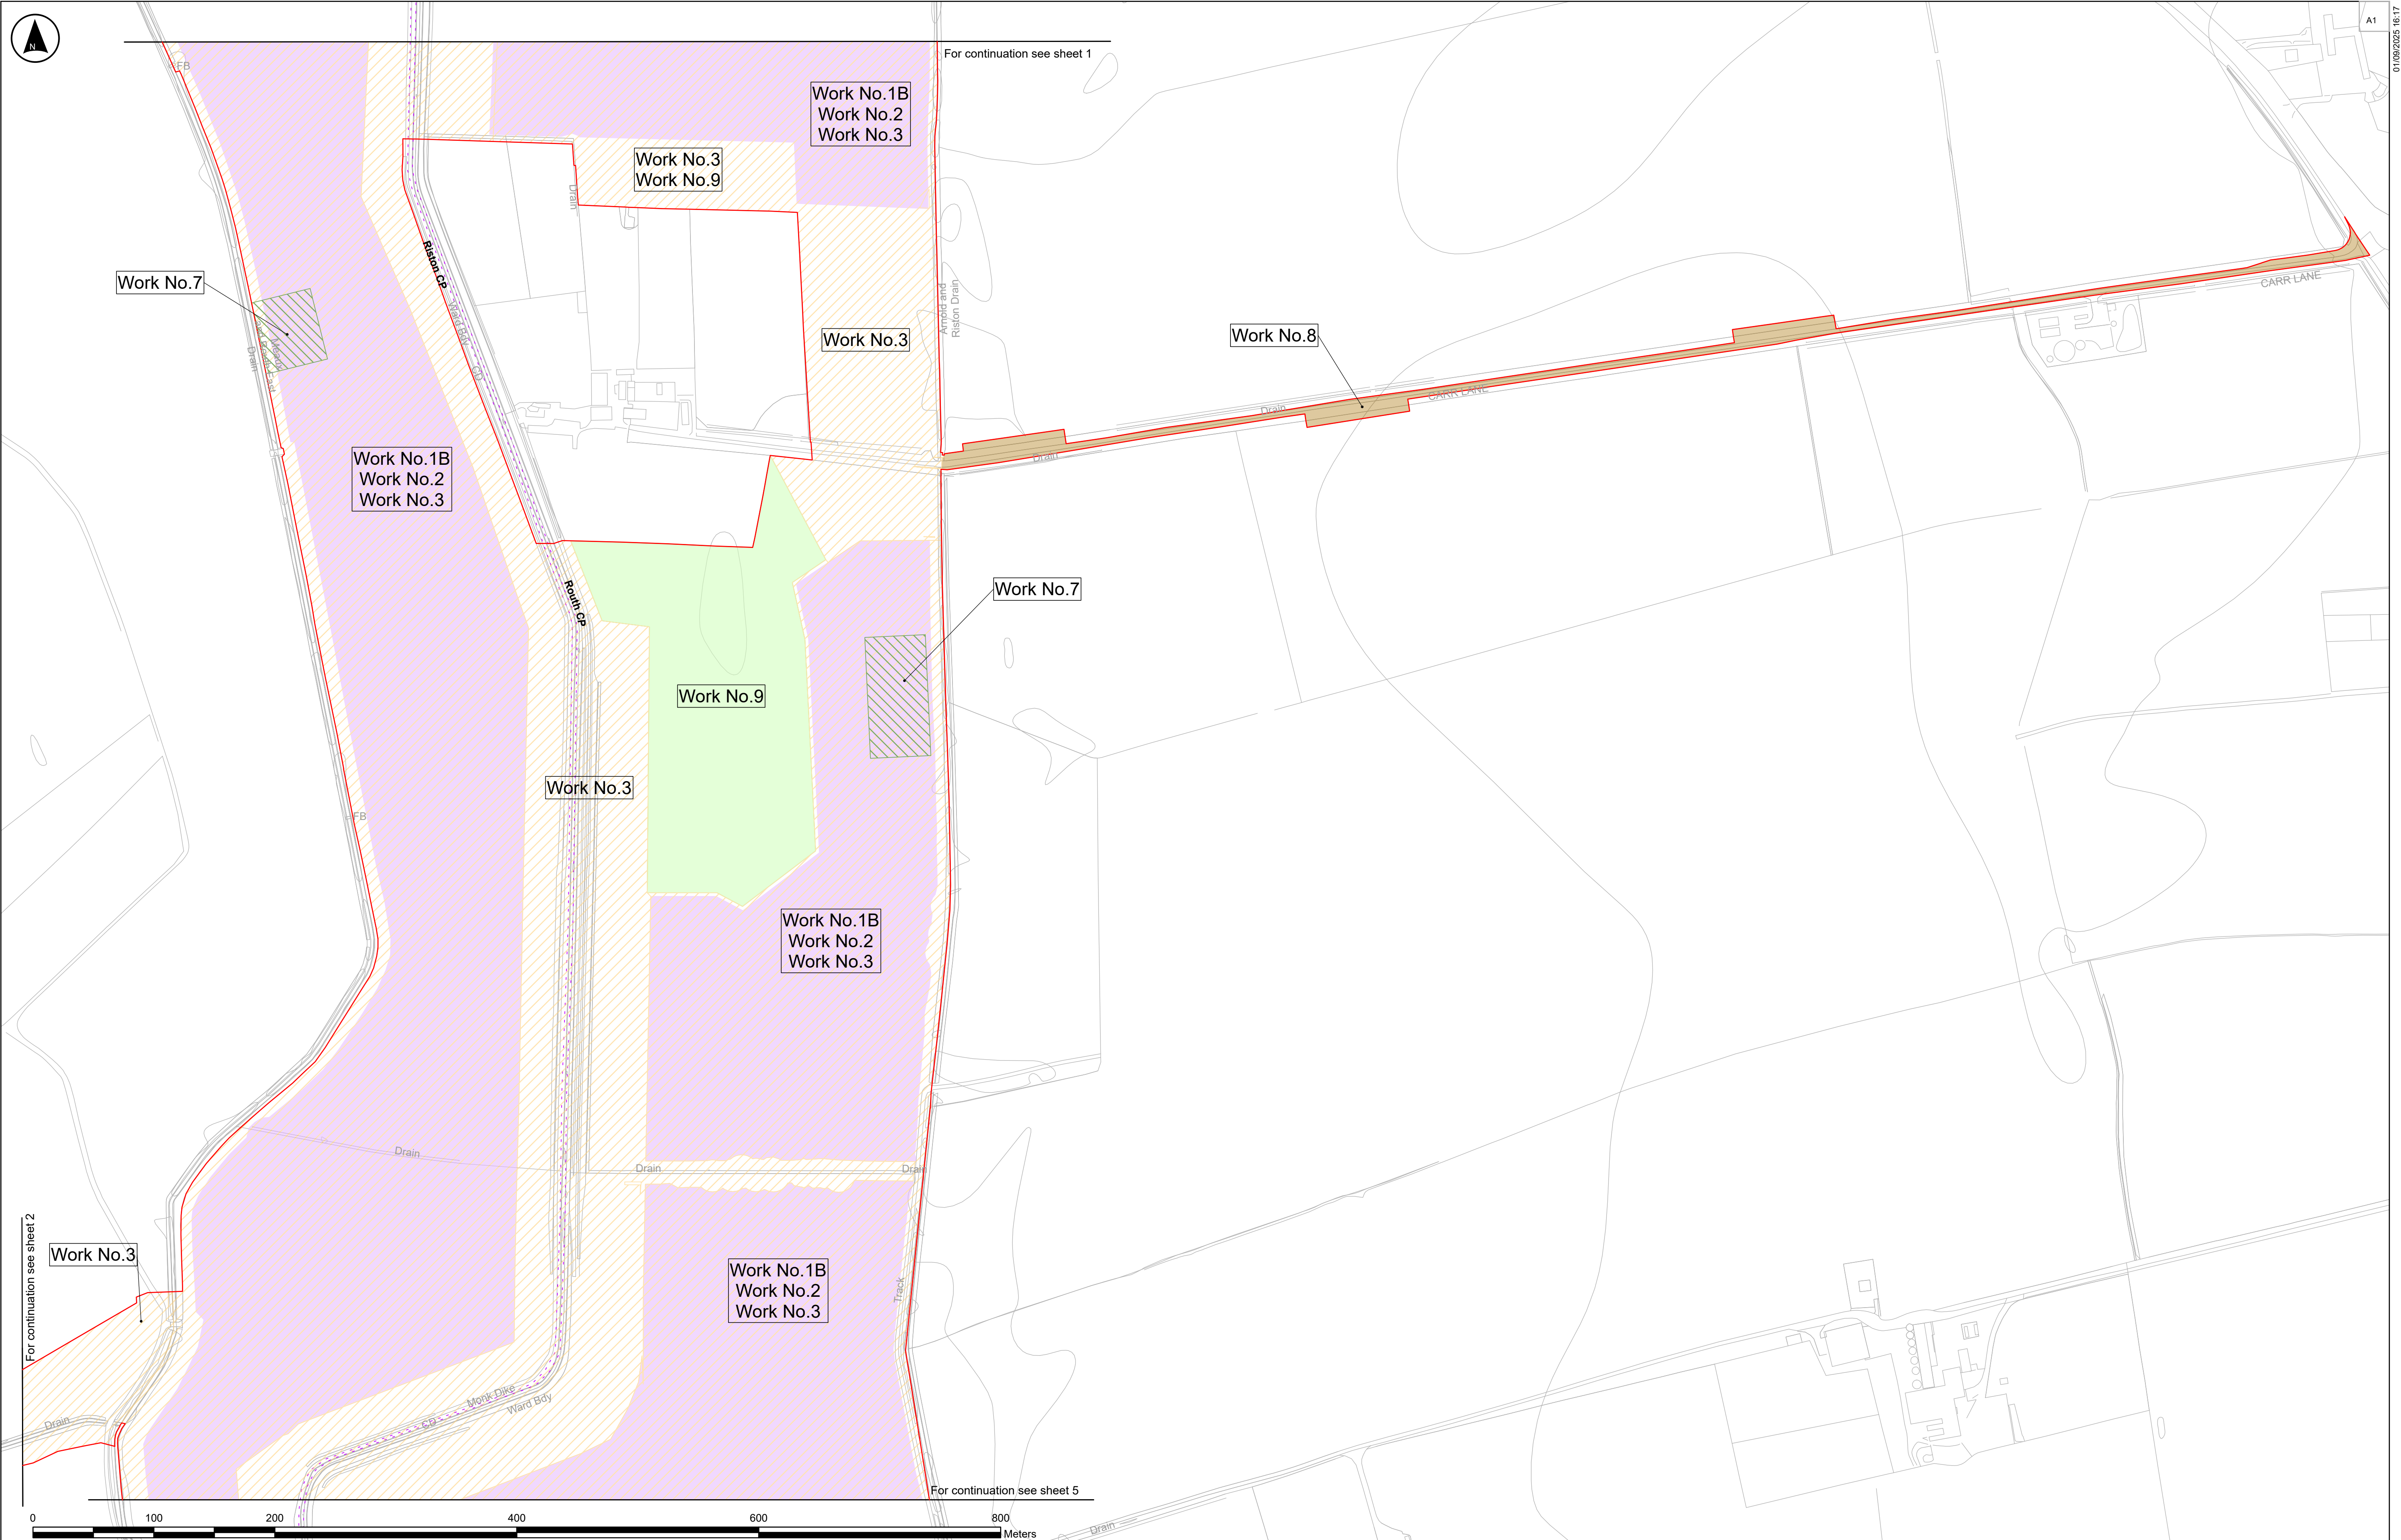 N
A1
01/09/2025 16:17
For continuation see sheet 1
FB
Work No.1B
Work No.2
Work No.3
Work No.3
Work No.9
Drain
Riston CP
Work No.7
Ward Bdy
CD
Arnold and
Riston Drain
Drain
Work No.3
Work No.8
CARR LANE
CARR LANE
Drain
Drain
Work No.1B
Work No.2
Work No.3
Routh CP
Work No.7
Work No.9
Work No.3
FB
Work No.1B
Work No.2
Work No.3
Drain
Drain
Drain
For continuation see sheet 2
Work No.3
Work No.1B
Work No.2
Work No.3
Track
Monk Dike
CD
Ward Bdy
Drain
For continuation see sheet 5
Drain
0
100
200
400
600
800
Meters